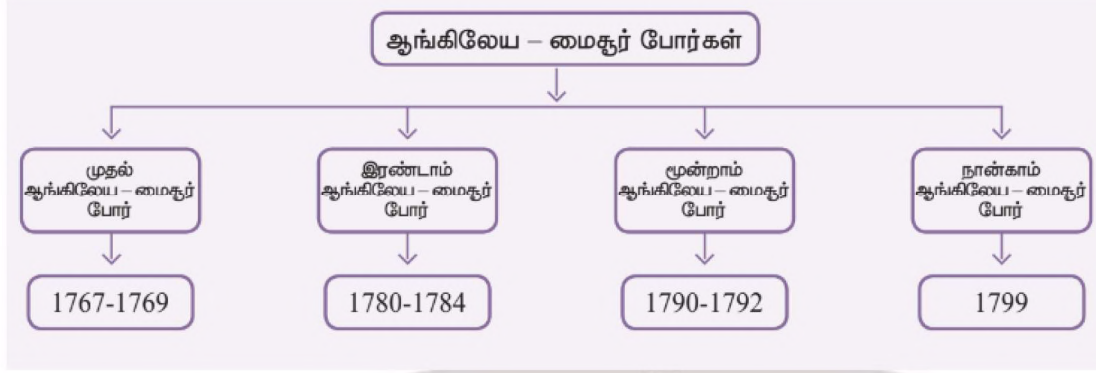 ஆங்கிலேய – மைசூர் போர்கள்
முதல்
ஆங்கிலேய – மைசூர்
போர்
இரண்டாம்
ஆங்கிலேய – மைசூர்
போர்
மூன்றாம்
ஆங்கிலேய – மைசூர்
போர்
நான்காம்
ஆங்கிலேய – மைசூர்
போர்
1767-1769
1780-1784
1790-1792
1799